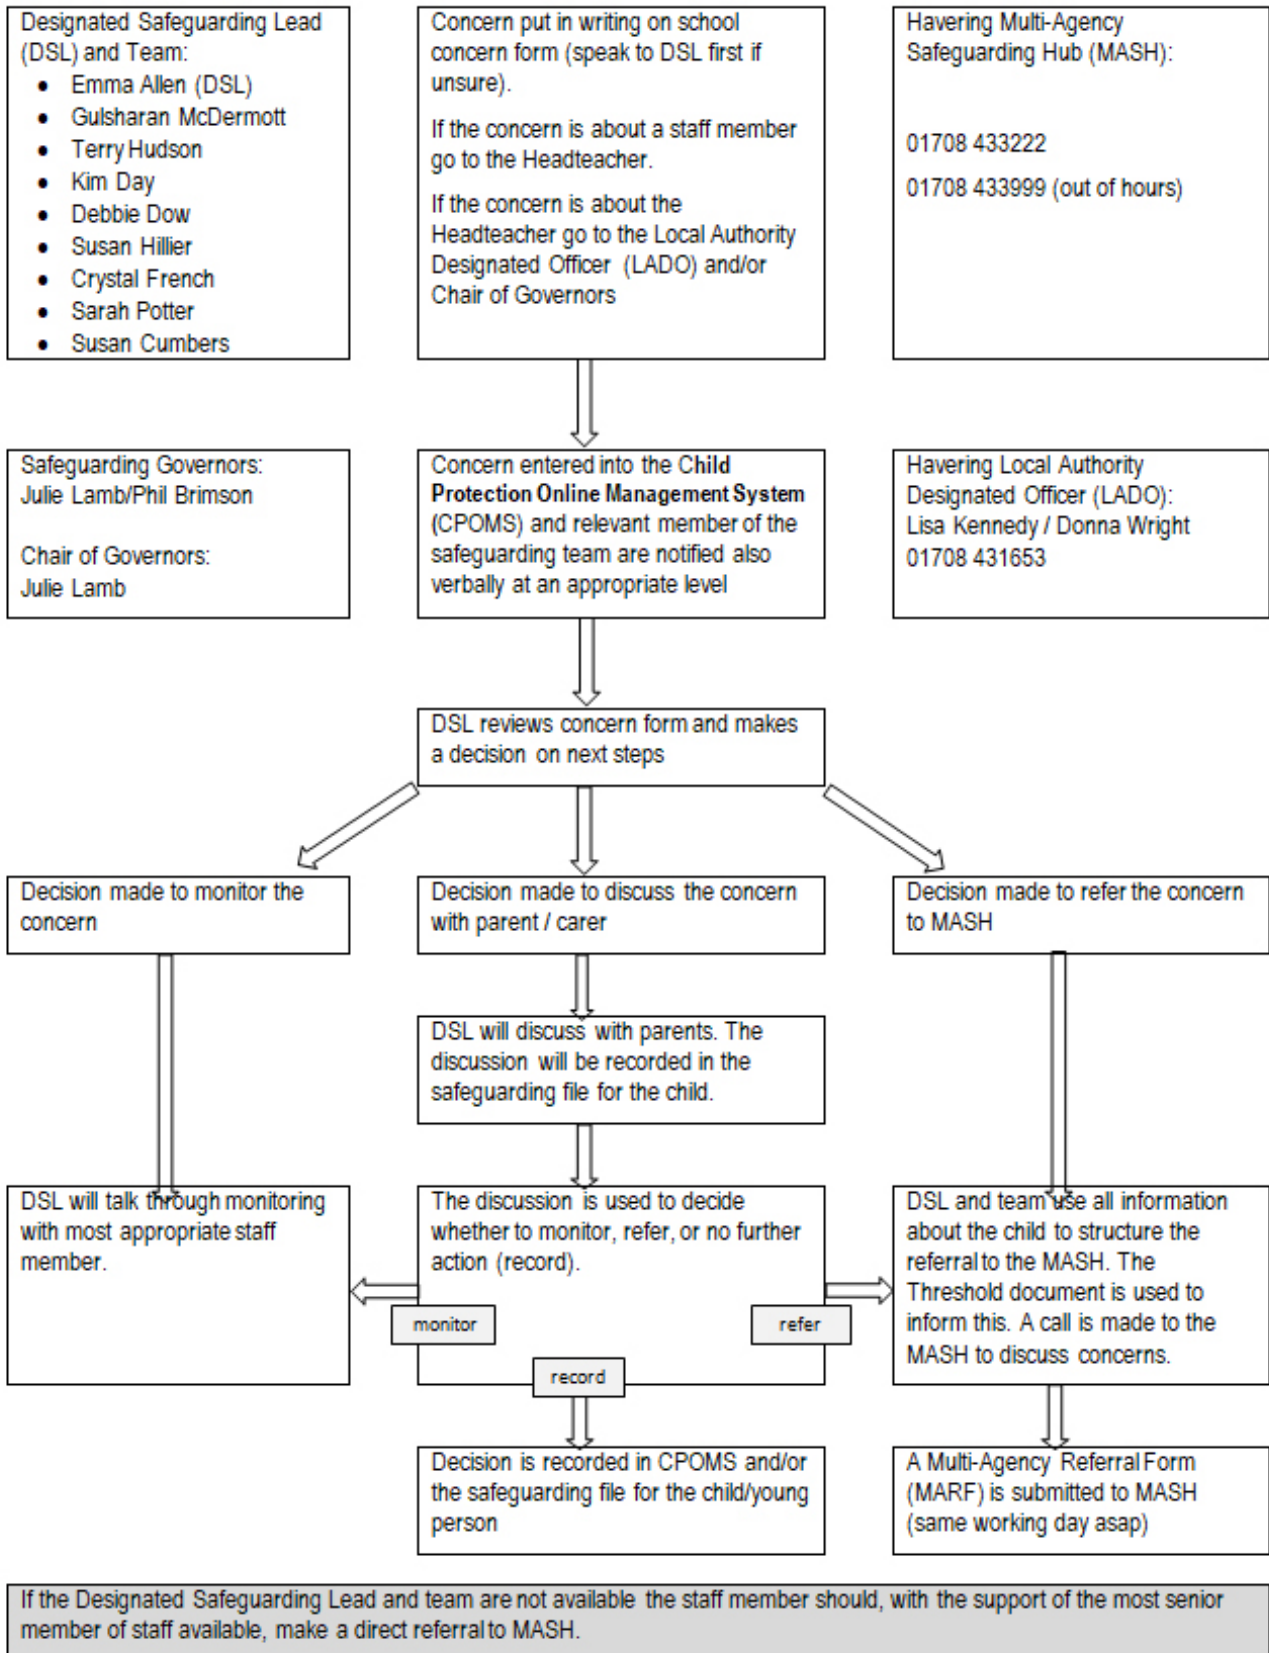 Designated Safeguarding Lead
(DSL) and Team:
• Emma Allen (DSL)
• Gulsharan McDermott
• Terry Hudson
• Kim Day
• Debbie Dow
• Susan Hillier
• Crystal French
• Sarah Potter
• Susan Cumbers
Concern put in writing on school
concern form (speak to DSL first if
unsure).
If the concern is about a staff member
go to the Headteacher.
If the concern is about the
Headteacher go to the Local Authority
Designated Officer (LADO) and/or
Chair of Governors
Havering Multi-Agency
Safeguarding Hub (MASH):
01708 433222
01708 433999 (out of hours)
Safeguarding Governors:
Julie Lamb/Phil Brimson
Chair of Governors:
Julie Lamb
Concern entered into the Child
Protection Online Management System
(CPOMS) and relevant member of the
safeguarding team are notified also
verbally at an appropriate level
Havering Local Authority
Designated Officer (LADO):
Lisa Kennedy / Donna Wright
01708 431653
DSL reviews concern form and makes
a decision on next steps
Decision made to monitor the
concern
Decision made to discuss the concern
with parent / carer
Decision made to refer the concern
to MASH
DSL will discuss with parents. The
discussion will be recorded in the
safeguarding file for the child.
DSL will talk through monitoring
with most appropriate staff
member.
The discussion is used to decide
whether to monitor, refer, or no further
action (record).
monitor
refer
record
DSL and team use all information
about the child to structure the
referral to the MASH. The
Threshold document is used to
inform this. A call is made to the
MASH to discuss concerns.
Decision is recorded in CPOMS and/or
the safeguarding file for the child/young
person
A Multi-Agency Referral Form
(MARF) is submitted to MASH
(same working day asap)
If the Designated Safeguarding Lead and team are not available the staff member should, with the support of the most senior
member of staff available, make a direct referral to MASH.